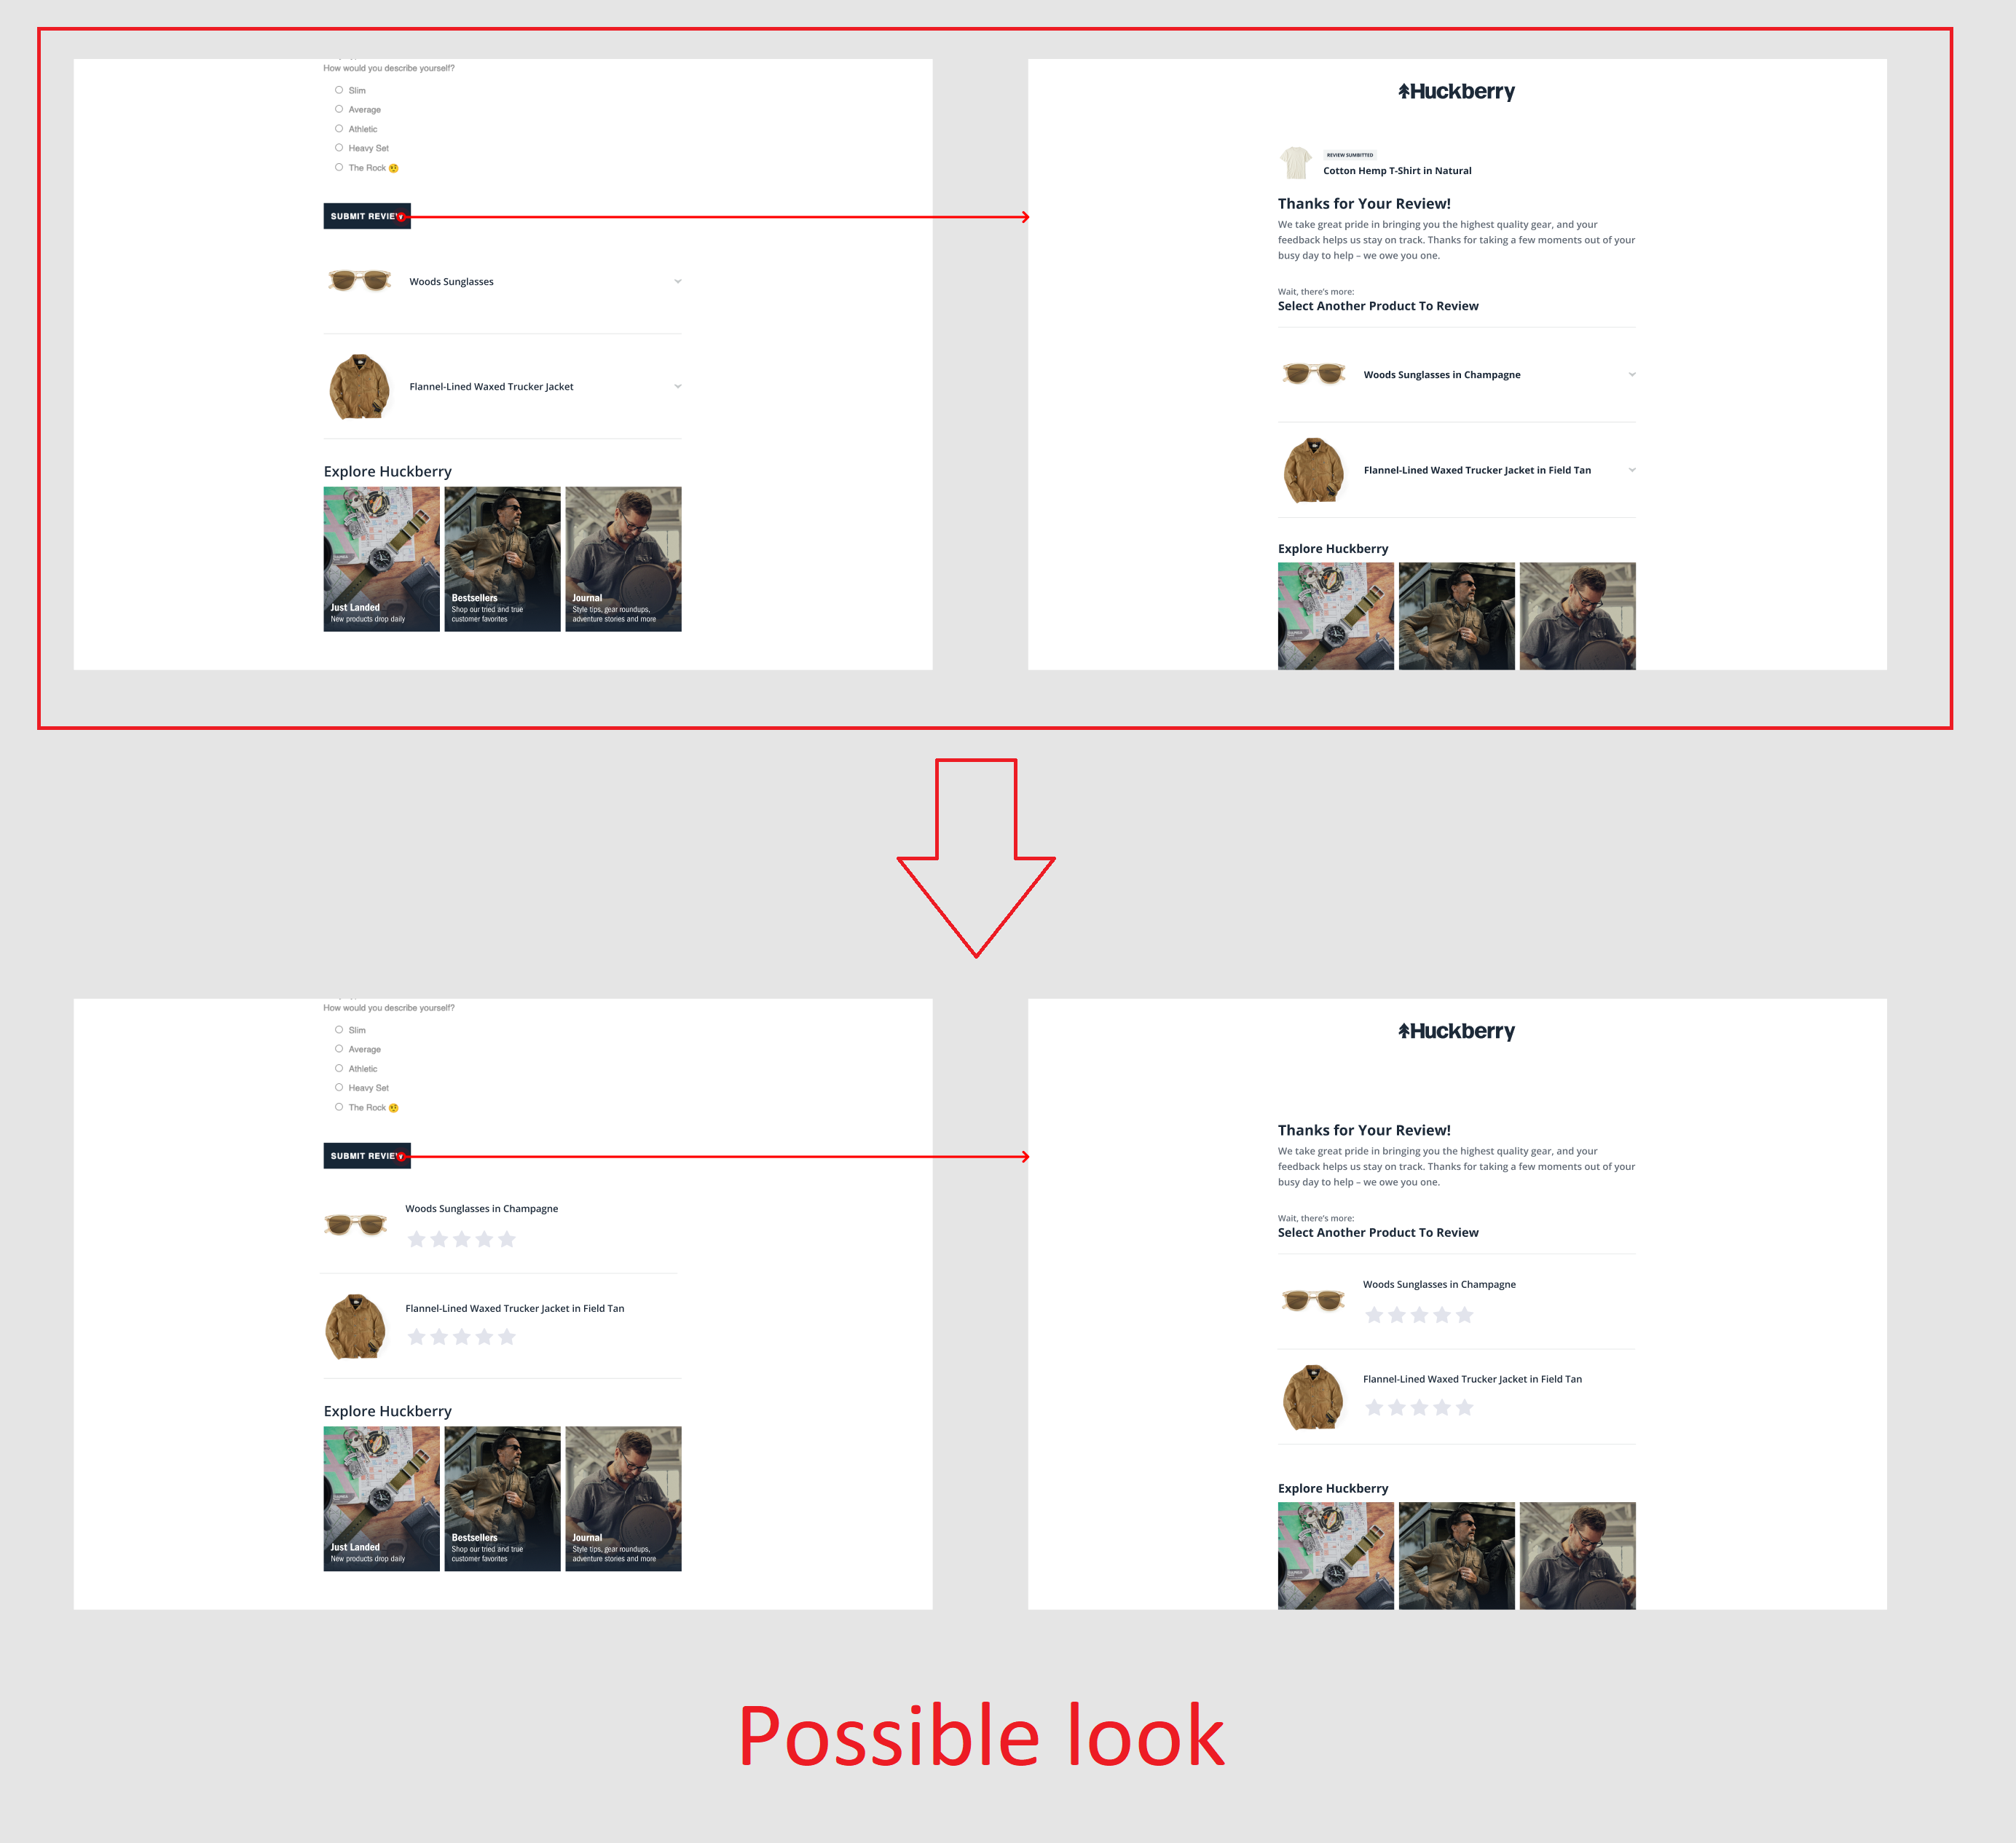 How would you describe yourself?
Slim
Average
Athletic
Heavy Set
The Rock 🤨
SUBMIT REVIEW
Woods Sunglasses
Flannel-Lined Waxed Trucker Jacket
Explore Huckberry
Just Landed
New products drop daily
Bestsellers
Shop our tried and true
customer favorites
Journal
Style tips, gear roundups,
adventure stories and more
Huckberry
REVIEW SUMBITTED
Cotton Hemp T-Shirt in Natural
Thanks for Your Review!
We take great pride in bringing you the highest quality gear, and your
feedback helps us stay on track. Thanks for taking a few moments out of your
busy day to help – we owe you one.
Wait, there's more:
Select Another Product To Review
Woods Sunglasses in Champagne
Flannel-Lined Waxed Trucker Jacket in Field Tan
Explore Huckberry
How would you describe yourself?
Slim
Average
Athletic
Heavy Set
The Rock 🤨
SUBMIT REVIEW
Woods Sunglasses in Champagne
Flannel-Lined Waxed Trucker Jacket in Field Tan
Explore Huckberry
Just Landed
New products drop daily
Bestsellers
Shop our tried and true
customer favorites
Journal
Style tips, gear roundups,
adventure stories and more
Huckberry
Thanks for Your Review!
We take great pride in bringing you the highest quality gear, and your
feedback helps us stay on track. Thanks for taking a few moments out of your
busy day to help – we owe you one.
Wait, there's more:
Select Another Product To Review
Woods Sunglasses in Champagne
Flannel-Lined Waxed Trucker Jacket in Field Tan
Explore Huckberry
Possible look